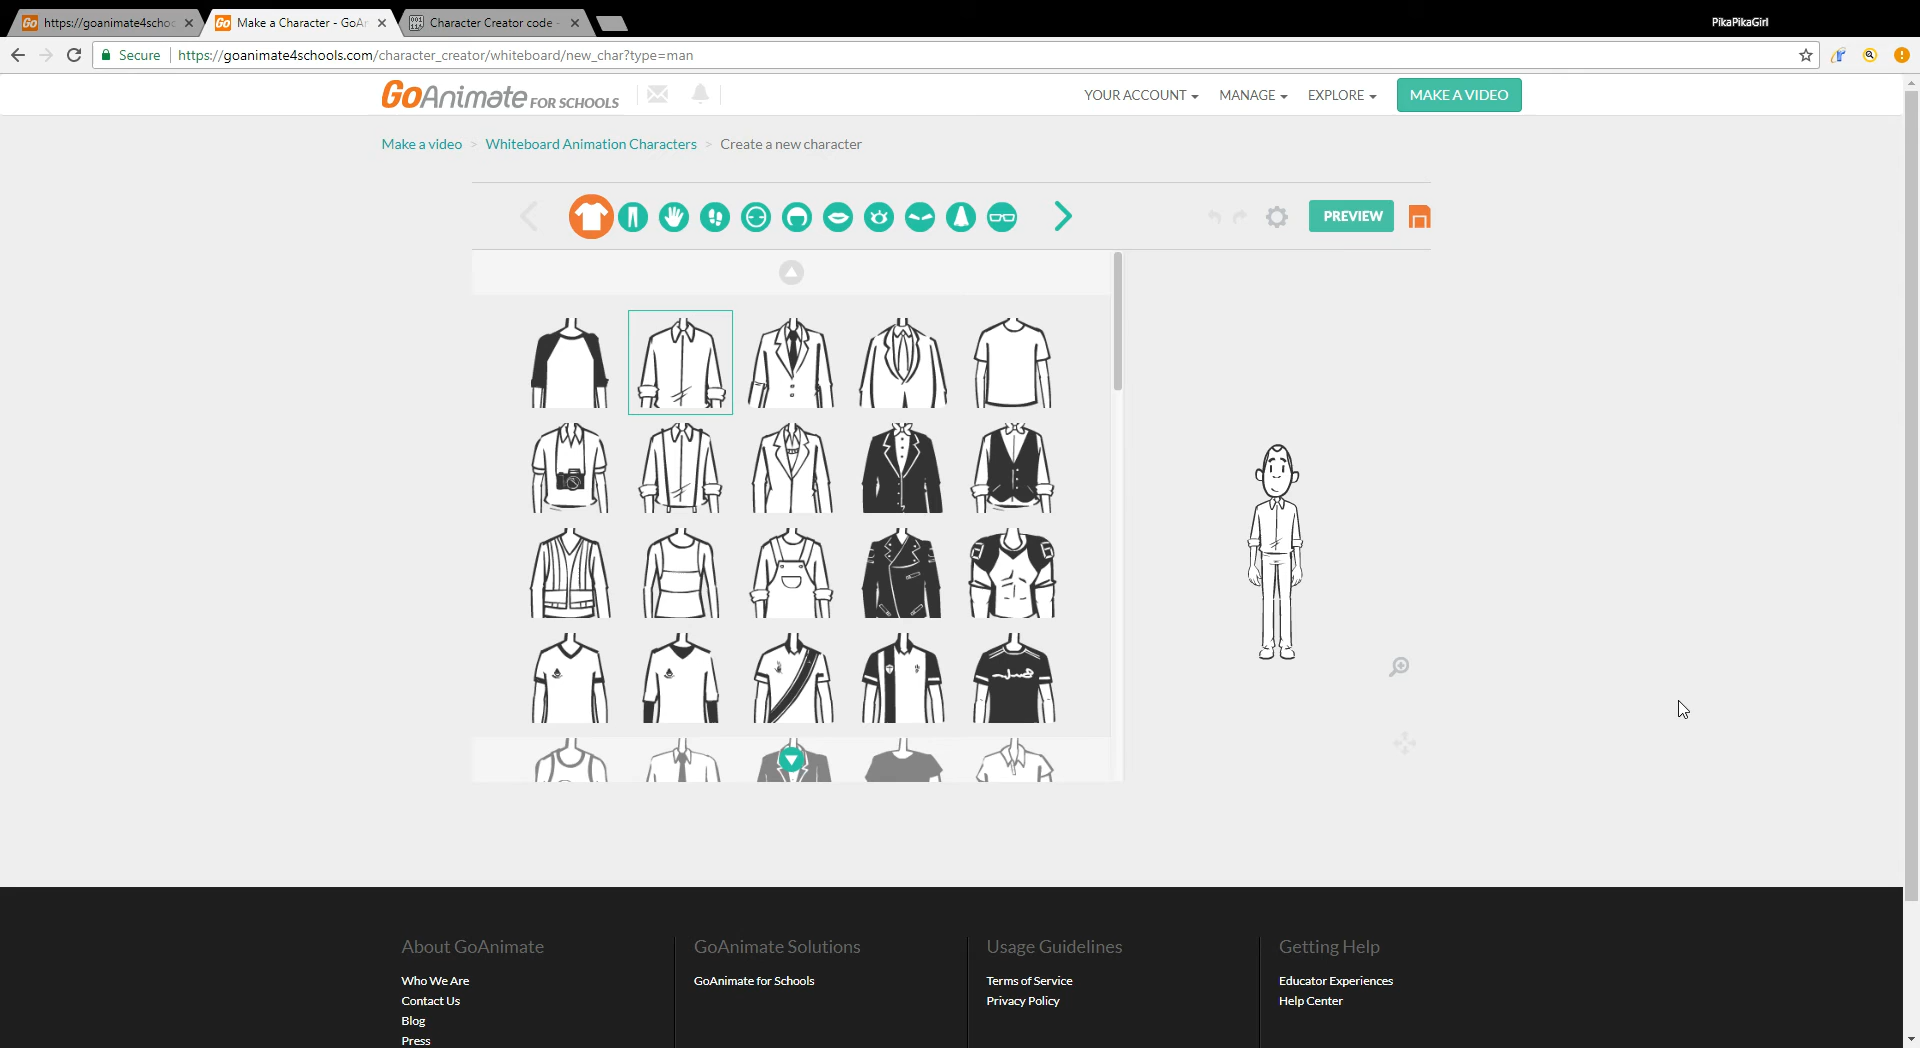 https://goanimate4schoo
Make a Character - GoAn
Character Creator code -
PikaPikaGirl
Secure
https://goanimate4schools.com/character_creator/whiteboard/new_char?type=man
GoAnimate FOR SCHOOLS
YOUR ACCOUNT
MANAGE
EXPLORE
MAKE A VIDEO
Make a video > Whiteboard Animation Characters > Create a new character
PREVIEW
About GoAnimate
GoAnimate Solutions
Usage Guidelines
Getting Help
Who We Are
GoAnimate for Schools
Terms of Service
Educator Experiences
Contact Us
Privacy Policy
Help Center
Blog
Press